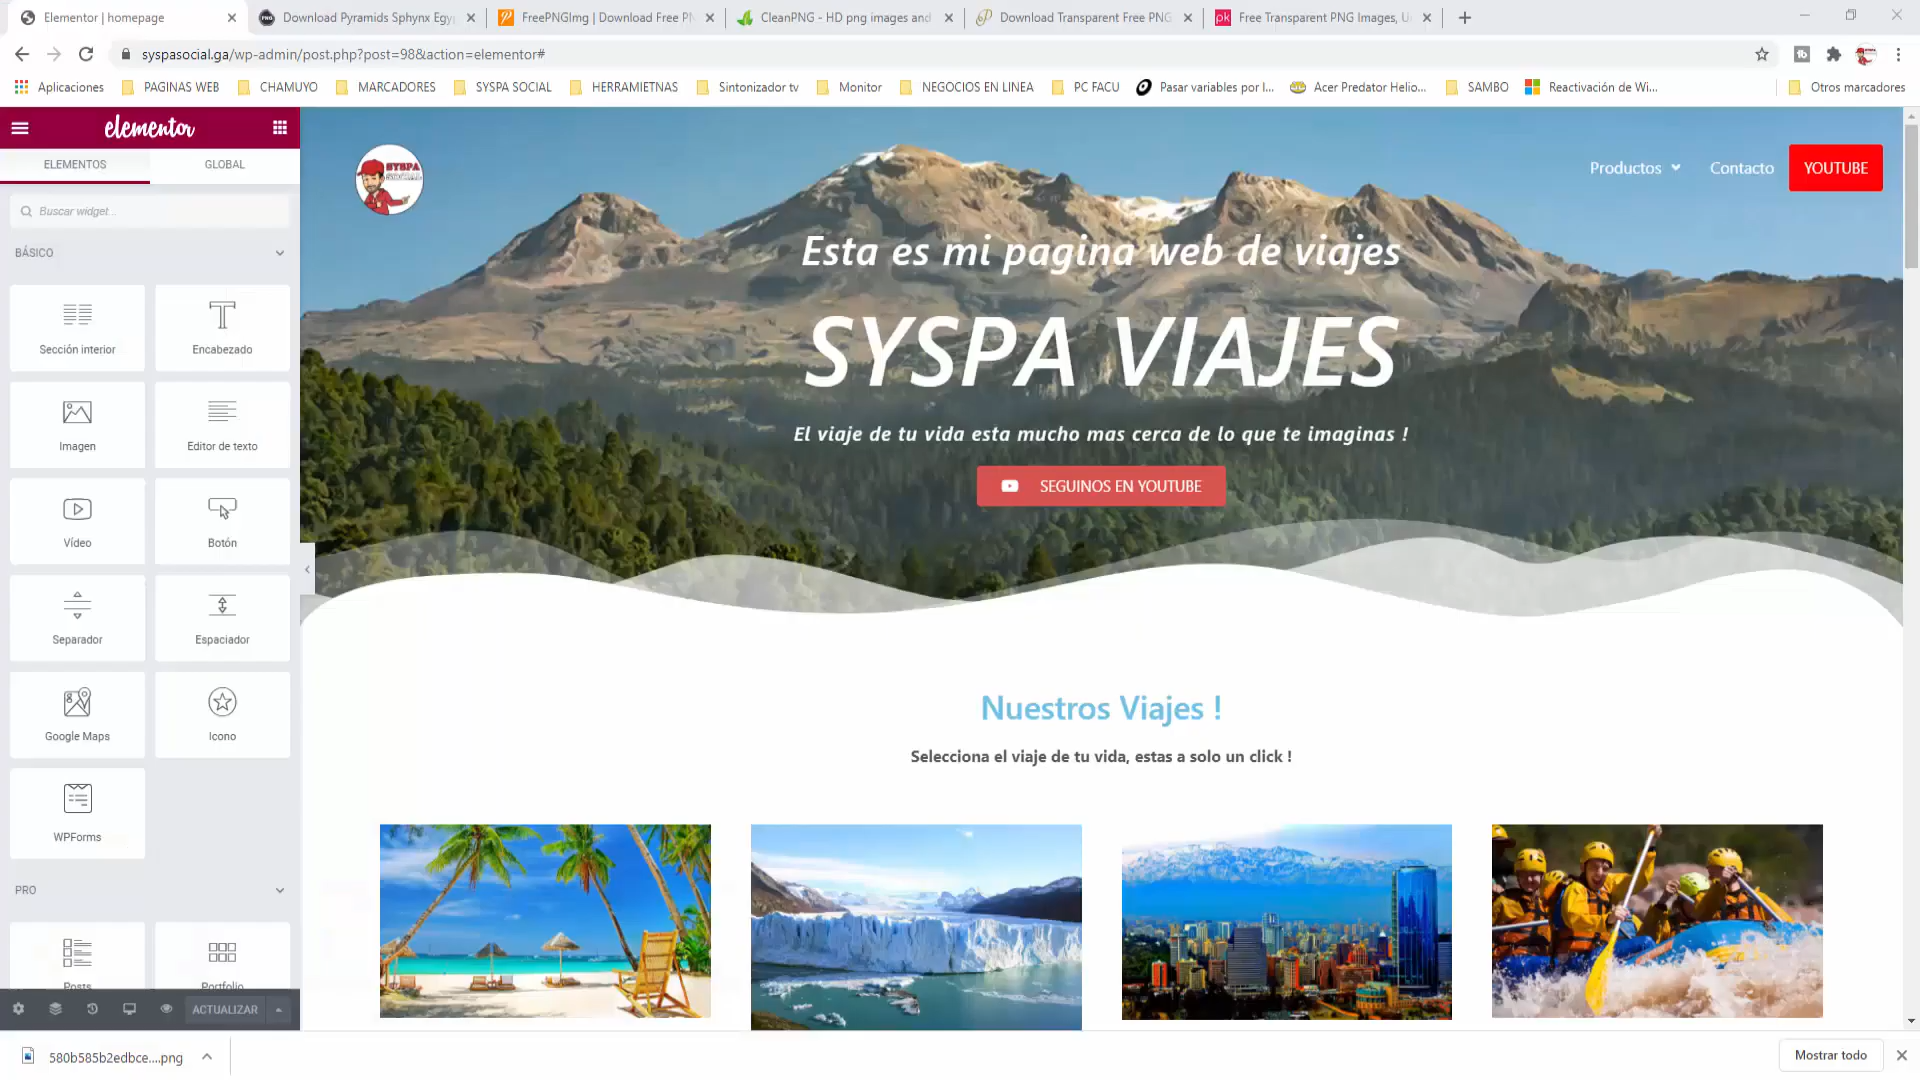 Elementor | homepage
Download Pyramids Sphynx Egy
FreePNGImg | Download Free PN
CleanPNG - HD png images and
Download Transparent Free PNG
Free Transparent PNG Images, U
syspasocial.ga/wp-admin/post.php?post=98&action=elementor#
Aplicaciones
PAGINAS WEB
CHAMUYO
MARCADORES
SYSPA SOCIAL
HERRAMIETNAS
Sintonizador tv
Monitor
NEGOCIOS EN LINEA
PC FACU
Pasar variables por l...
Acer Predator Helio...
SAMBO
Reactivación de Wi...
Otros marcadores
elementor
ELEMENTOS
GLOBAL
Buscar widget...
BÁSICO
Sección interior
Encabezado
Imagen
Editor de texto
Vídeo
Botón
Separador
Espaciador
Google Maps
Icono
WPForms
PRO
Posts
Portfolio
ACTUALIZAR
SYSPA
SOCIAL
Productos
Contacto
YOUTUBE
Esta es mi pagina web de viajes
SYSPA VIAJES
El viaje de tu vida esta mucho mas cerca de lo que te imaginas !
SEGUINOS EN YOUTUBE
Nuestros Viajes !
Selecciona el viaje de tu vida, estas a solo un click !
580b585b2edbce....png
Mostrar todo